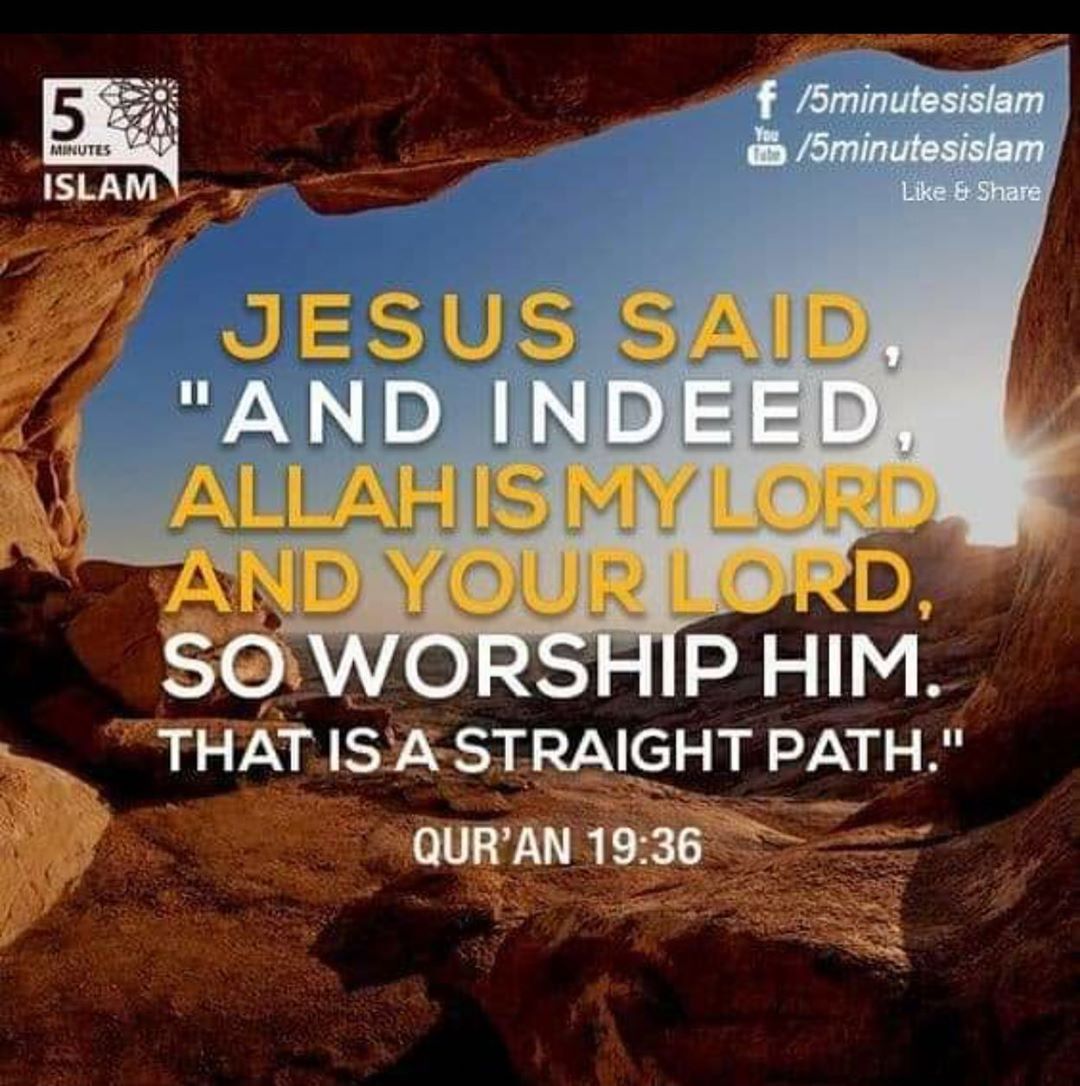 5
MINUTES
ISLAM
f /5minutesislam
You Tube /5minutesislam
Like & Share
JESUS SAID,
"AND INDEED,
ALLAH IS MY LORD
AND YOUR LORD,
SO WORSHIP HIM.
THAT IS A STRAIGHT PATH."
QUR'AN 19:36